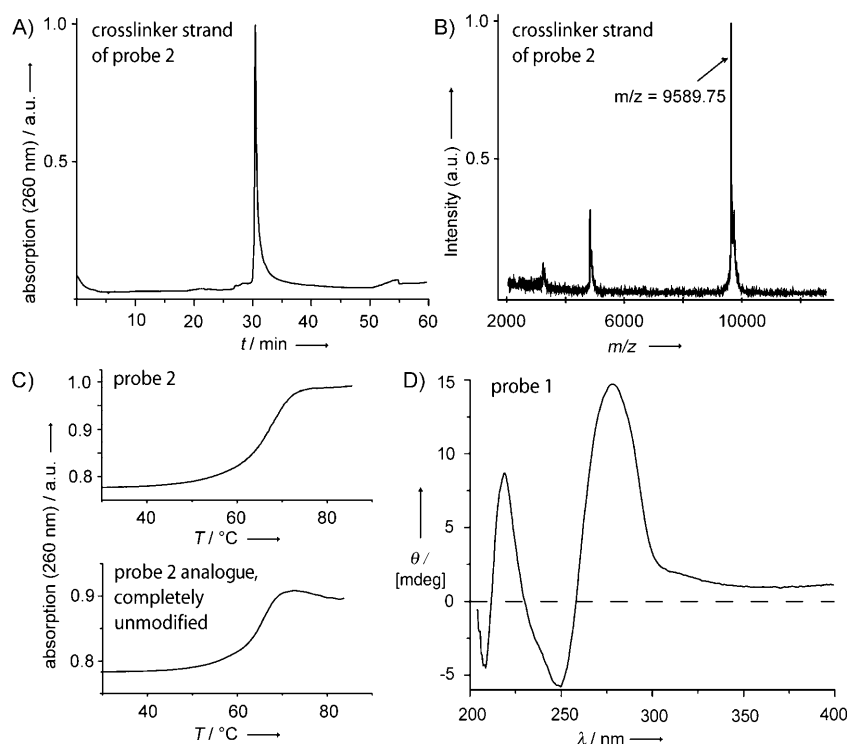 A)
crosslinker strand
of probe 2
absorption (260 nm) / a.u.
1.0
0.5
10 20 30 40 50 60
t / min
B)
crosslinker strand
of probe 2
m/z = 9589.75
Intensity (a.u.)
1.0
0.5
2000 6000 10000
m/z
C)
probe 2
absorption (260 nm) / a.u.
1.0
0.9
0.8
40 60 80
T / °C
probe 2 analogue,
completely
unmodified
0.9
0.8
40 60 80
T / °C
D)
probe 1
15
10
5
0
-5
θ /
[mdeg]
200 250 300 350 400
λ / nm